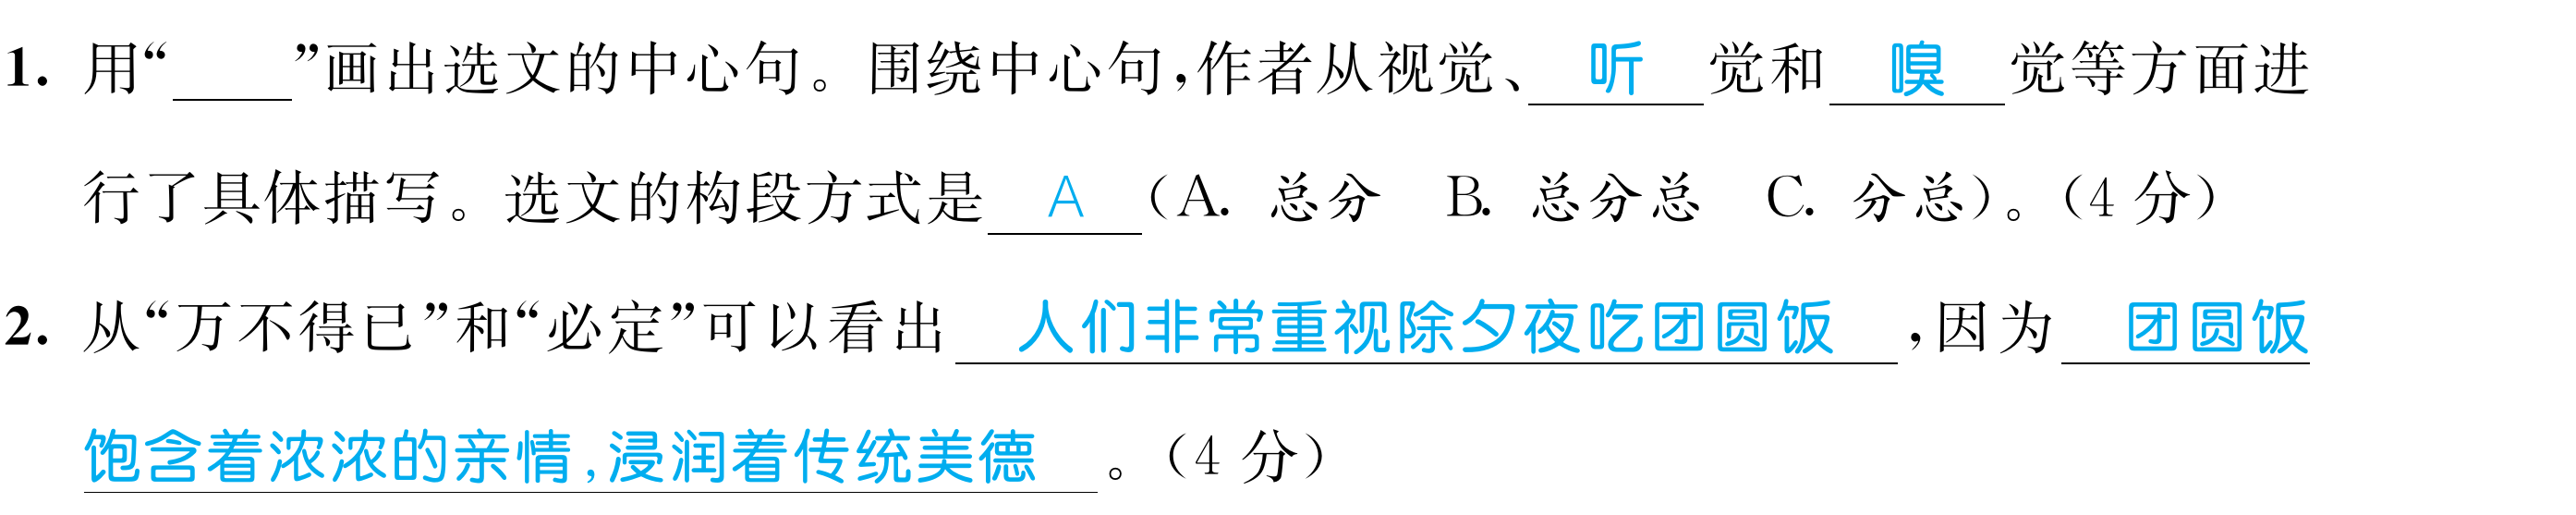 1. 用“____”画出选文的中心句。围绕中心句,作者从视觉、 听 觉和 嗅 觉等方面进
行了具体描写。选文的构段方式是 A (A. 总分 B. 总分总 C. 分总)。(4 分)
2. 从“万不得已”和“必定”可以看出 人们非常重视除夕夜吃团圆饭 ,因为 团圆饭
饱含着浓浓的亲情,浸润着传统美德 。(4 分)